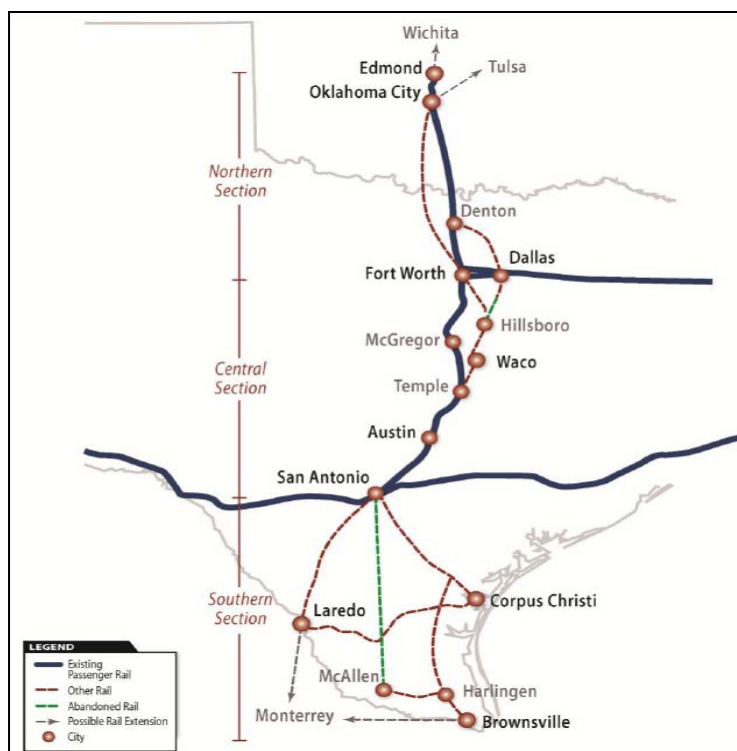 Wichita
Edmond
Tulsa
Oklahoma City
Northern
Section
Denton
Dallas
Fort Worth
Hillsboro
McGregor
Waco
Central
Section
Temple
Austin
San Antonio
Southern
Section
Laredo
Corpus Christi
McAllen
Harlingen
Monterrey
Brownsville
LEGEND
Existing
Passenger Rail
Other Rail
Abandoned Rail
Possible Rail Extension
City